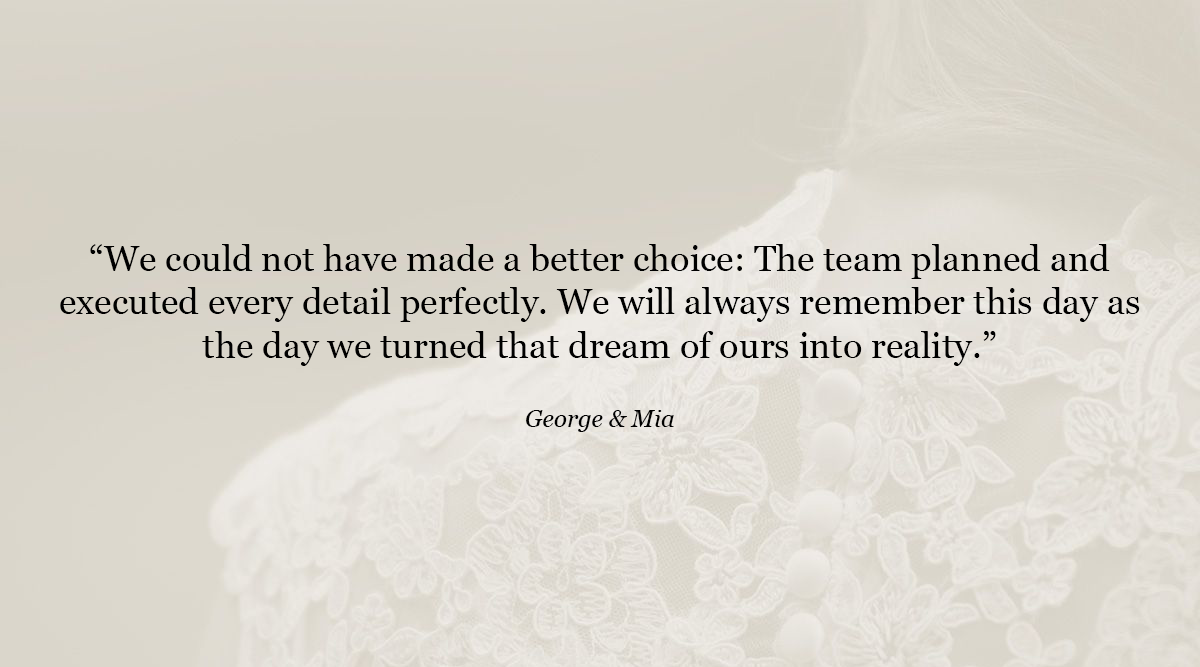 “We could not have made a better choice: The team planned and
executed every detail perfectly. We will always remember this day as
the day we turned that dream of ours into reality.”
George & Mia